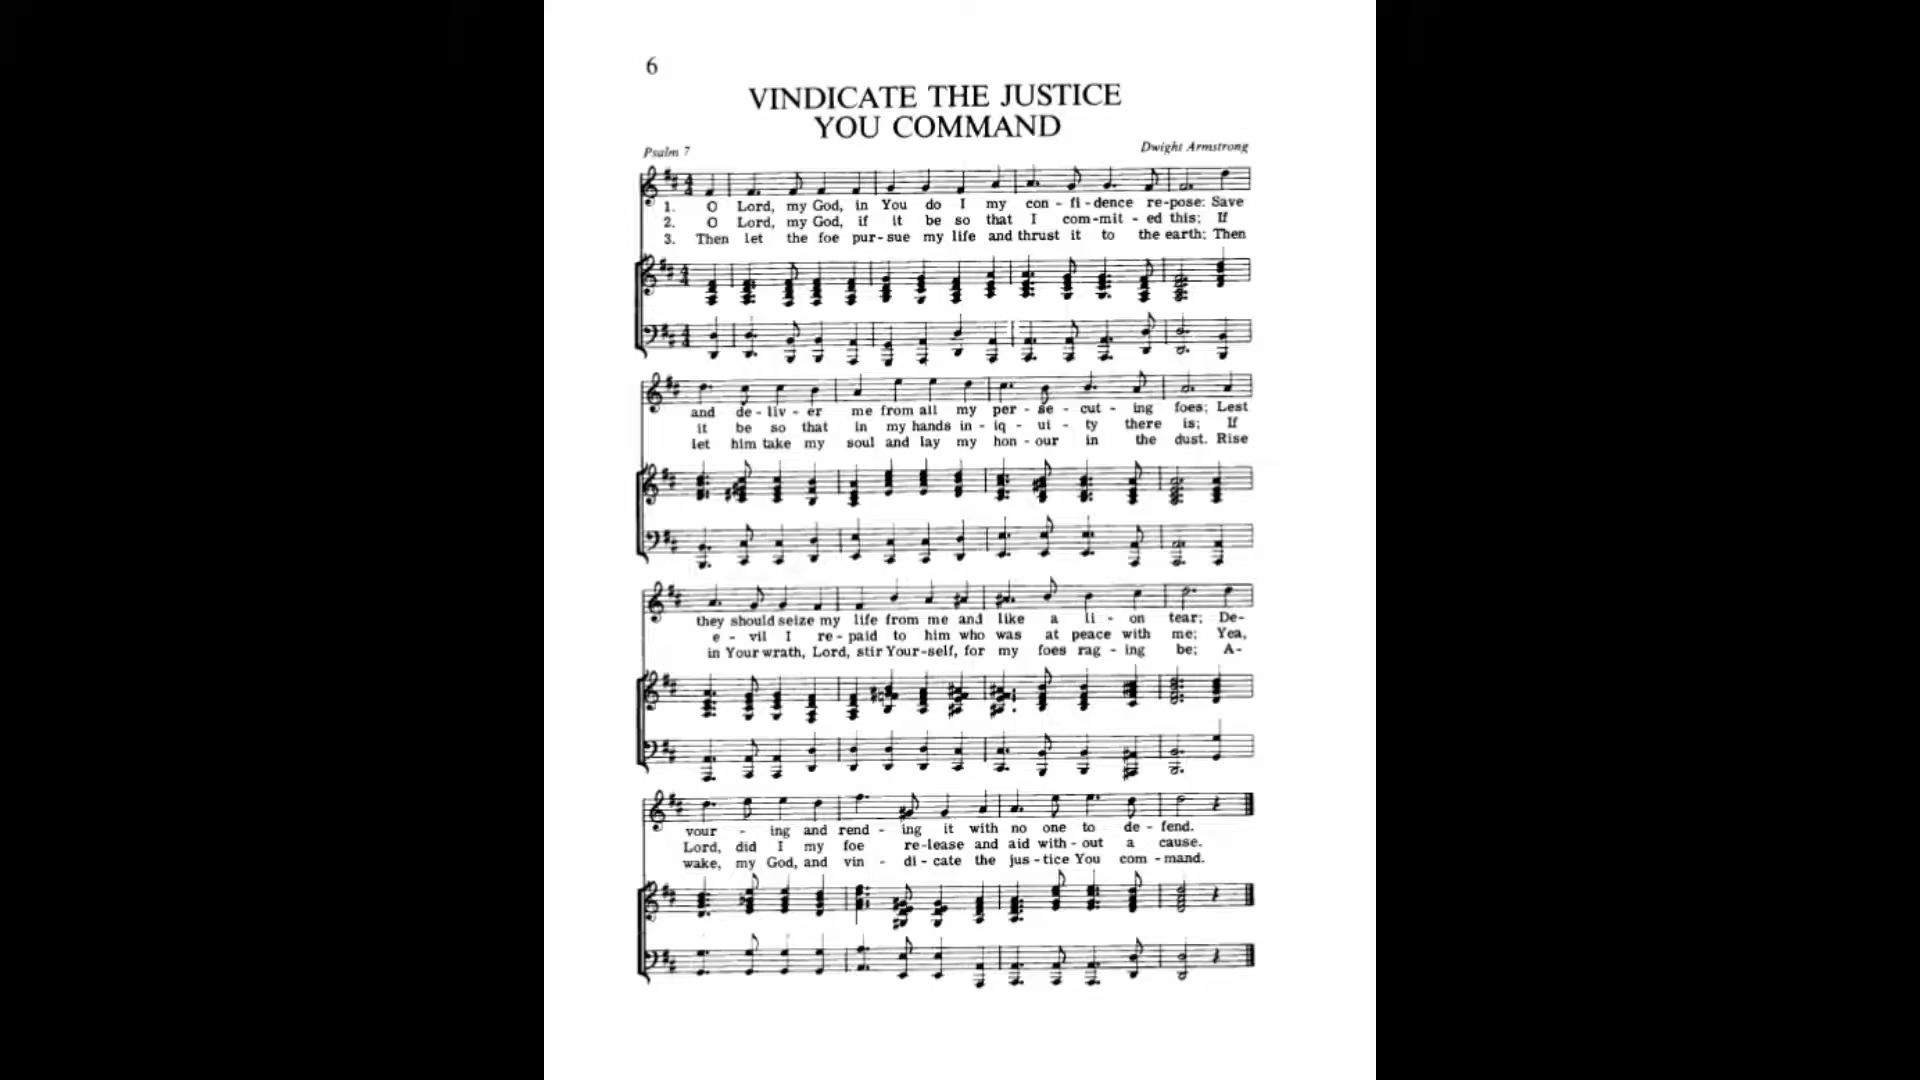 6
VINDICATE THE JUSTICE
YOU COMMAND
Psalm 7 Dwight Armstrong
1. O Lord, my God, in You do I my con - fi - dence re - pose: Save
2. O Lord, my God, if it be so that I com - mit - ed this; If
3. Then let the foe pur - sue my life and thrust it to the earth; Then
and de - liv - er me from all my per - se - cut - ing foes; Lest
it be so that in my hands in - iq - ui - ty there is; If
let him take my soul and lay my hon - our in the dust. Rise
they should seize my life from me and like a li - on tear; De-
e - vil I re - paid to him who was at peace with me; Yea,
in Your wrath, Lord, stir Your - self, for my foes rag - ing be; A-
vour - ing and rend - ing it with no one to de - fend.
Lord, did I my foe re - lease and aid with - out a cause.
wake, my God, and vin - di - cate the jus - tice You com - mand.